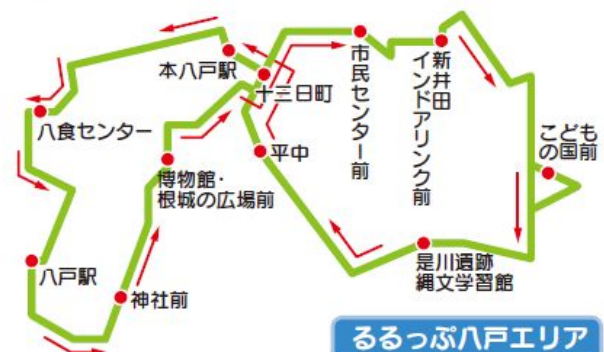 本八戸駅
十三日町
市民センター前
新井田
インドアリンク前
こども
の国前
八食センター
博物館・
根城の広場前
平中
是川遺跡
縄文学習館
八戸駅
神社前
るるっぷ八戸エリア